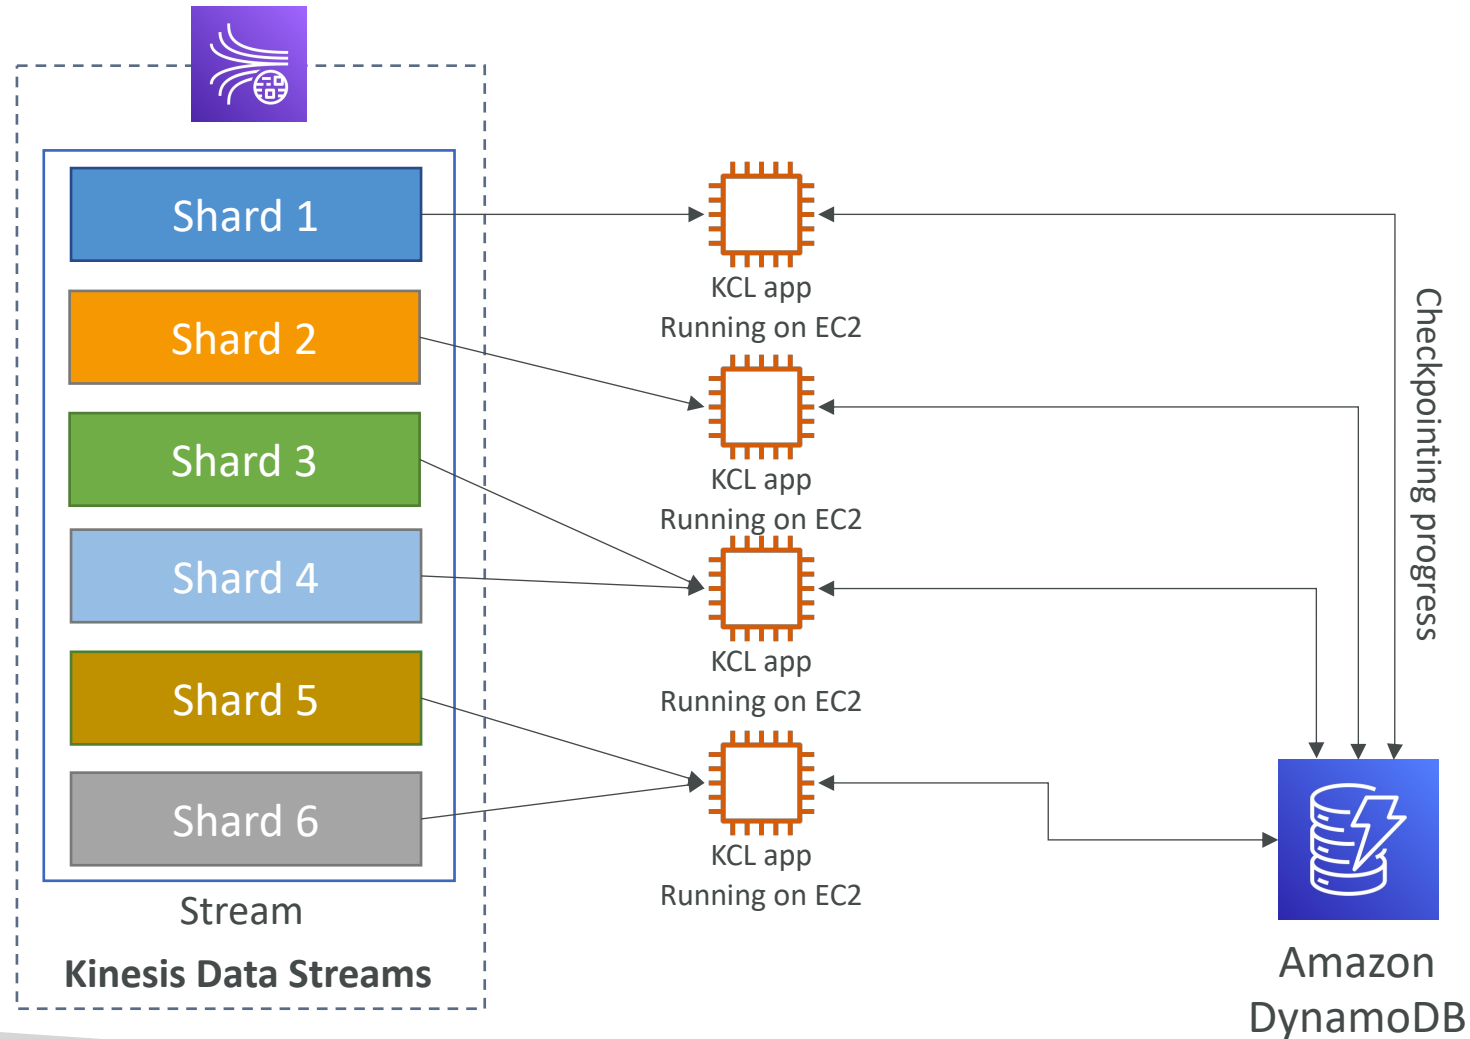 Shard 1
Shard 2
Shard 3
Shard 4
Shard 5
Shard 6
Stream
Kinesis Data Streams
KCL app
Running on EC2
KCL app
Running on EC2
KCL app
Running on EC2
KCL app
Running on EC2
Checkpointing progress
Amazon
DynamoDB